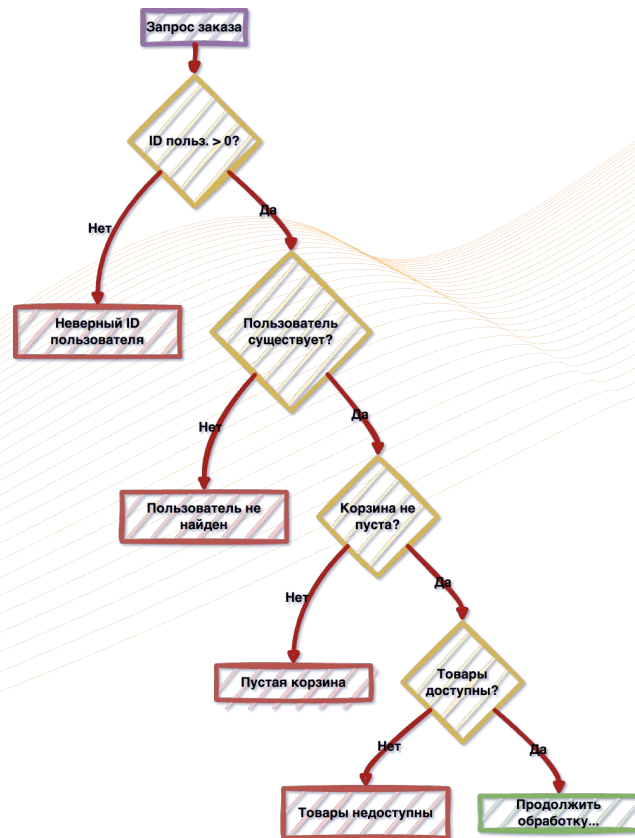 Запрос заказа
ID польз. > 0?
Нет
Да
Неверный ID
пользователя
Пользователь
существует?
Нет
Да
Пользователь не
найден
Корзина не
пуста?
Нет
Да
Пустая корзина
Товары
доступны?
Нет
Да
Товары недоступны
Продолжить
обработку...